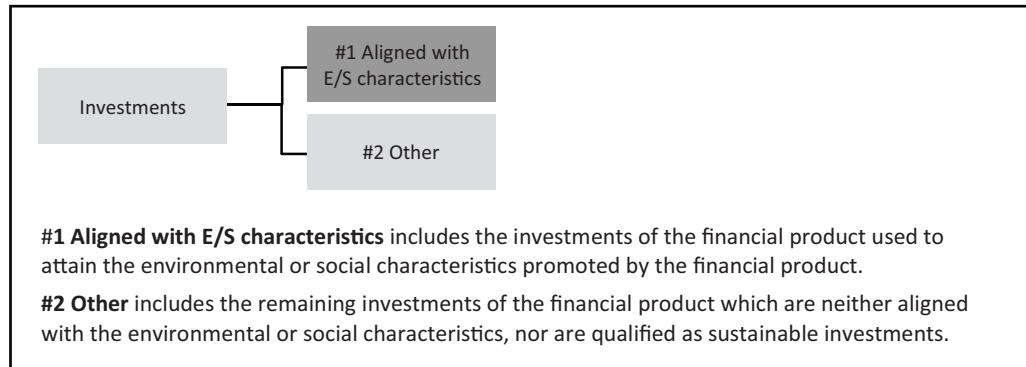 #1 Aligned with
E/S characteristics
Investments
#2 Other
#1 Aligned with E/S characteristics includes the investments of the financial product used to
attain the environmental or social characteristics promoted by the financial product.
#2 Other includes the remaining investments of the financial product which are neither aligned
with the environmental or social characteristics, nor are qualified as sustainable investments.